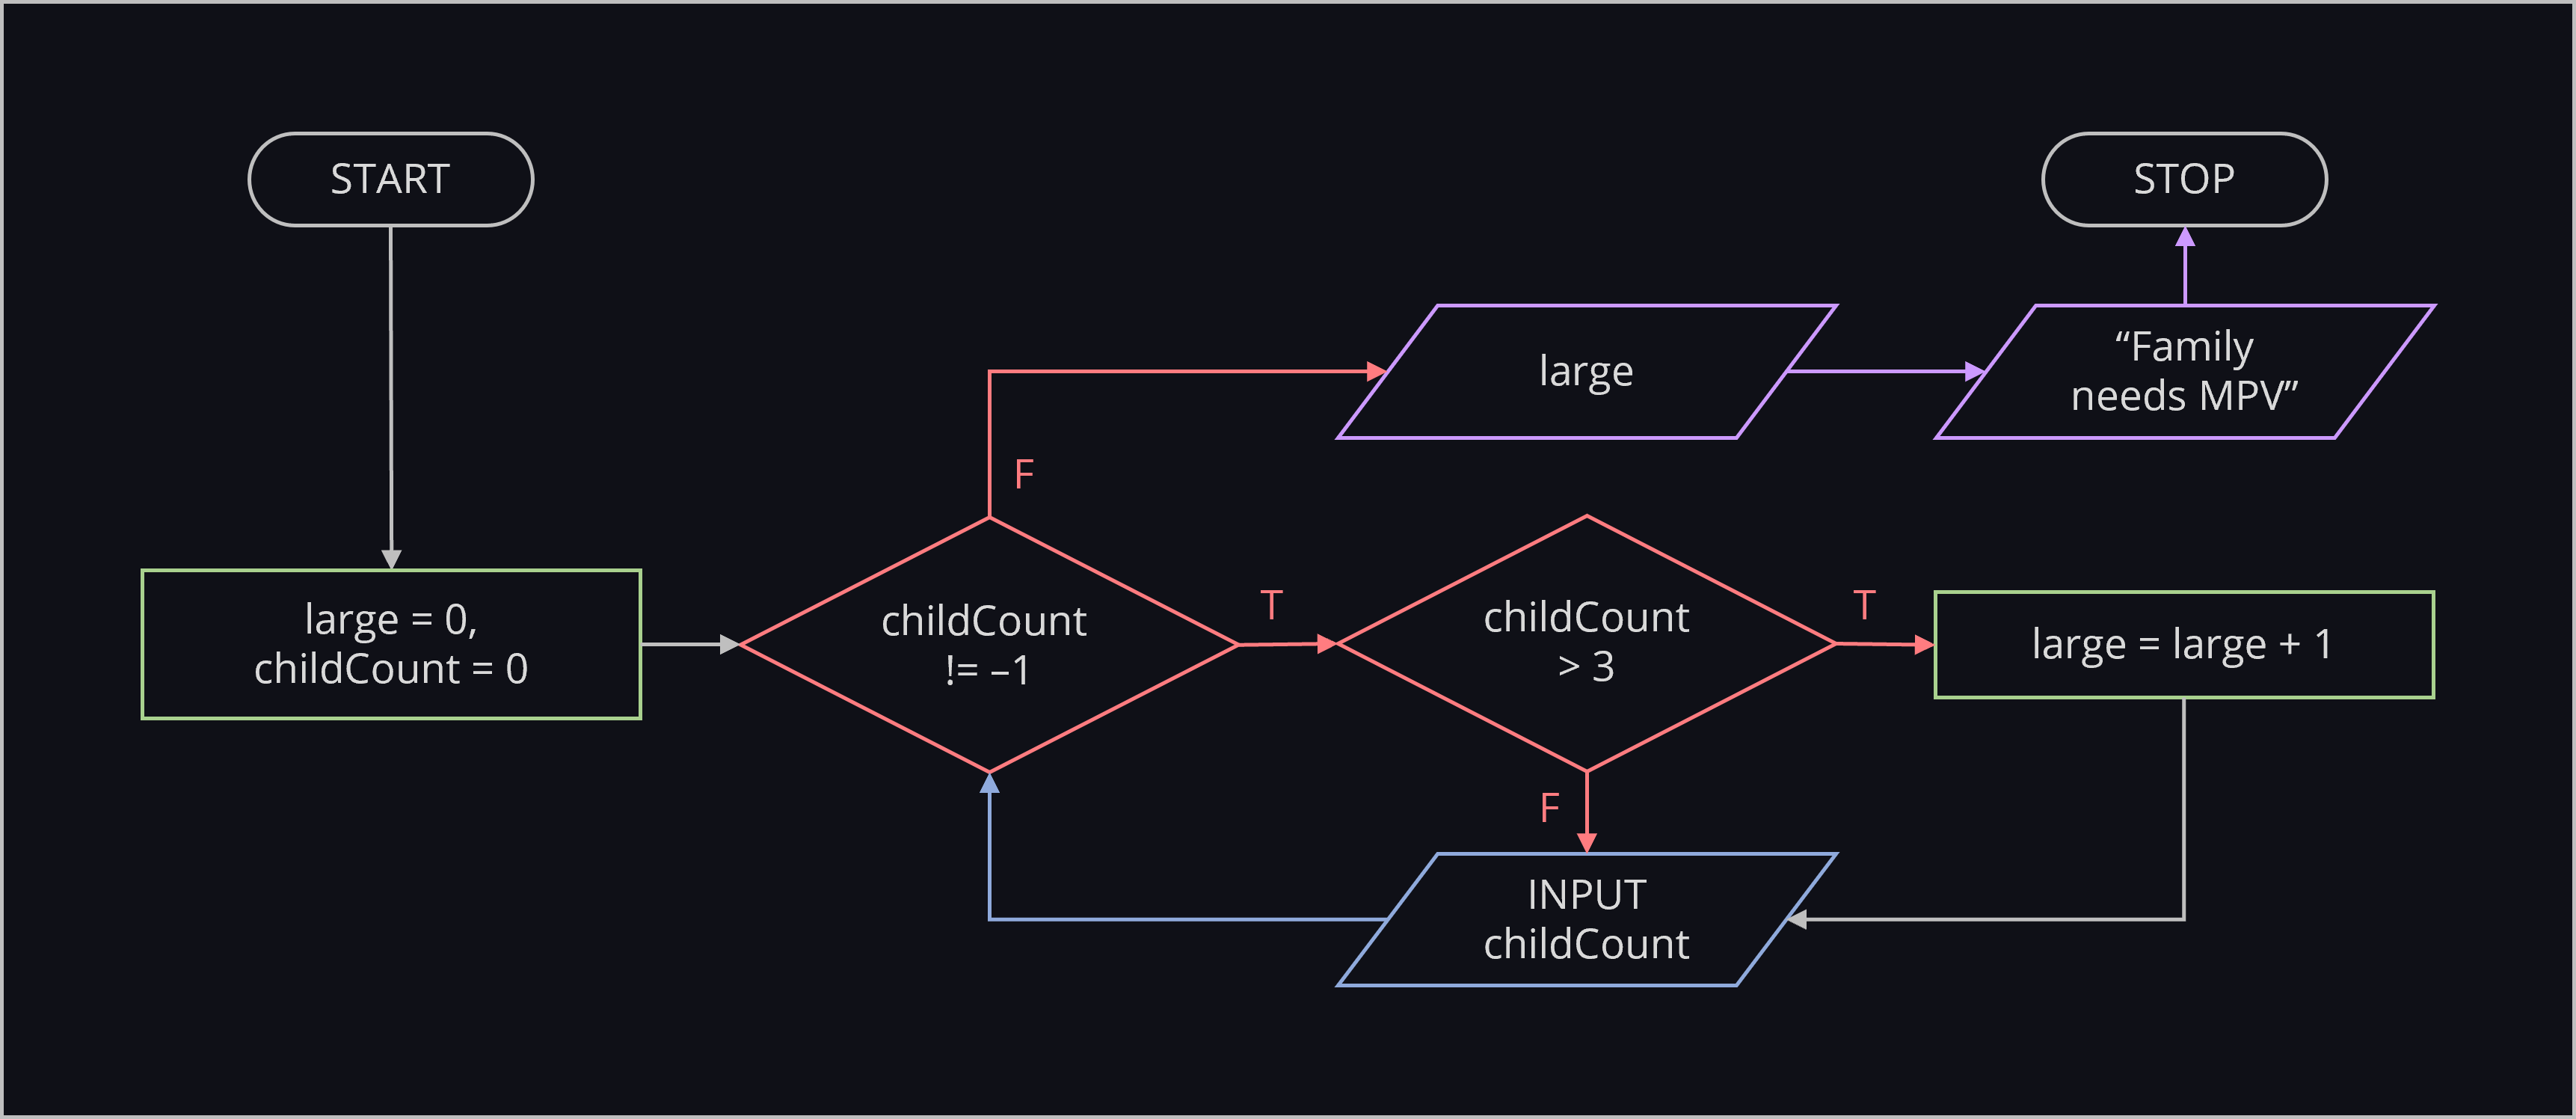 START
STOP
“Family
needs MPV”
large
F
large = 0,
childCount = 0
childCount
!= –1
T
childCount
> 3
T
large = large + 1
F
INPUT
childCount